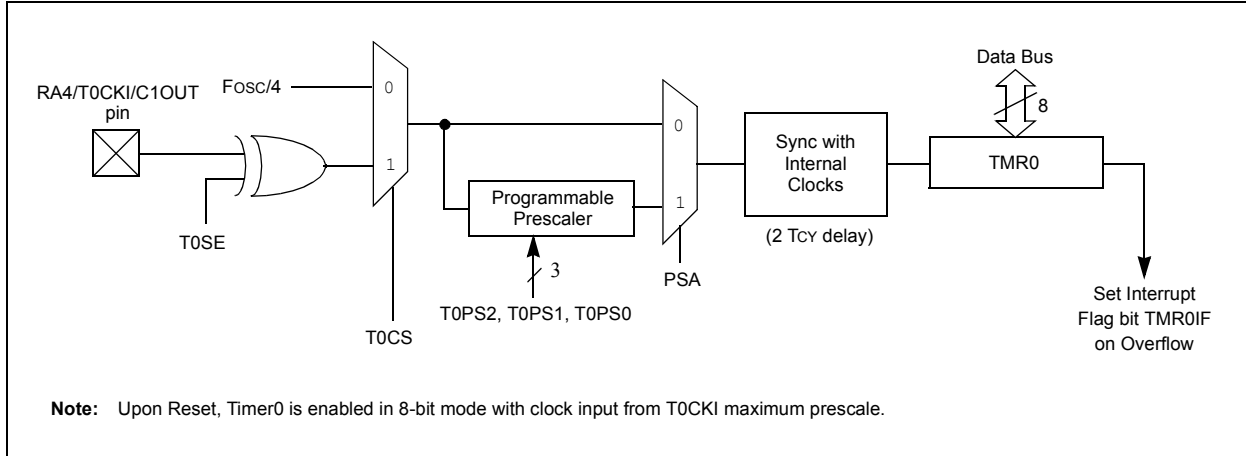 RA4/T0CKI/C1OUT
pin
FOSC/4
T0SE
0
1
T0CS
Programmable
Prescaler
3
T0PS2, T0PS1, T0PS0
0
1
PSA
Sync with
Internal
Clocks
(2 TCY delay)
Data Bus
8
TMR0
Set Interrupt
Flag bit TMR0IF
on Overflow
Note: Upon Reset, Timer0 is enabled in 8-bit mode with clock input from T0CKI maximum prescale.